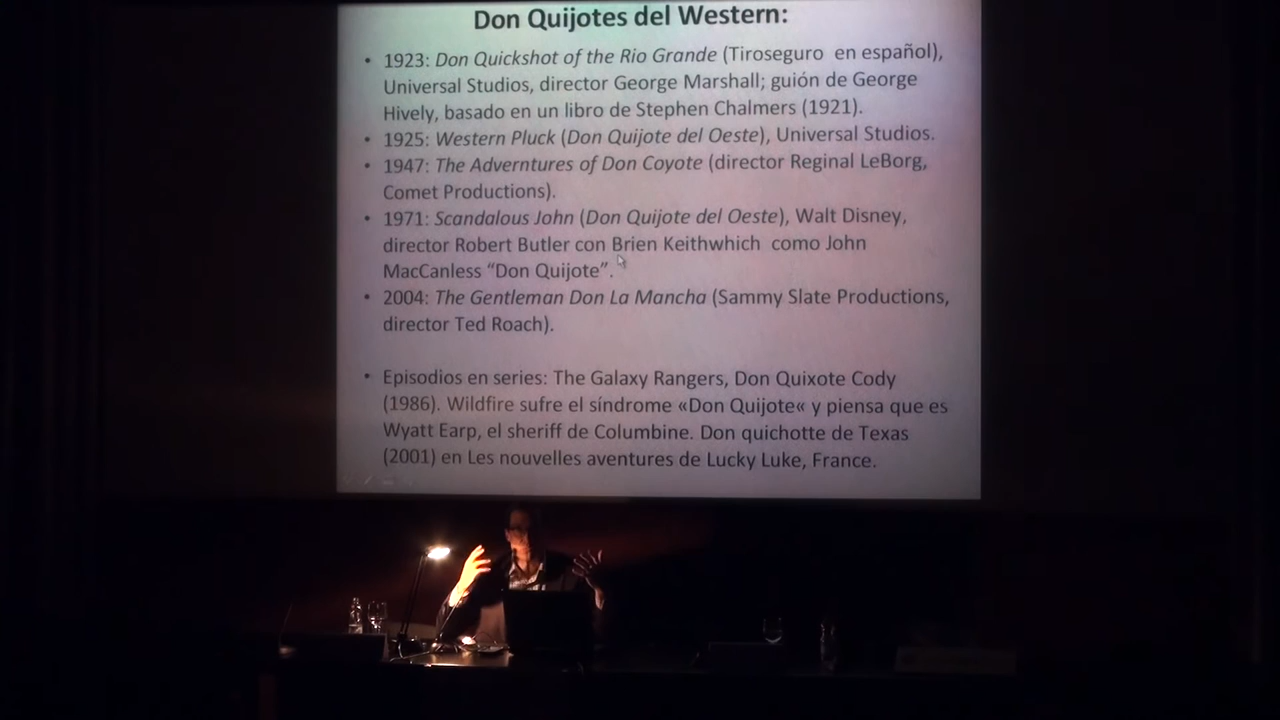 Don Quijotes del Western:
• 1923: Don Quickshot of the Rio Grande (Tiroseguro en español),
Universal Studios, director George Marshall; guión de George
Hively, basado en un libro de Stephen Chalmers (1921).
• 1925: Western Pluck (Don Quijote del Oeste), Universal Studios.
• 1947: The Adverntures of Don Coyote (director Reginal LeBorg,
Comet Productions).
• 1971: Scandalous John (Don Quijote del Oeste), Walt Disney,
director Robert Butler con Brien Keithwhich como John
MacCanless “Don Quijote”.
• 2004: The Gentleman Don La Mancha (Sammy Slate Productions,
director Ted Roach).
• Episodios en series: The Galaxy Rangers, Don Quixote Cody
(1986). Wildfire sufre el síndrome «Don Quijote« y piensa que es
Wyatt Earp, el sheriff de Columbine. Don quichotte de Texas
(2001) en Les nouvelles aventures de Lucky Luke, France.